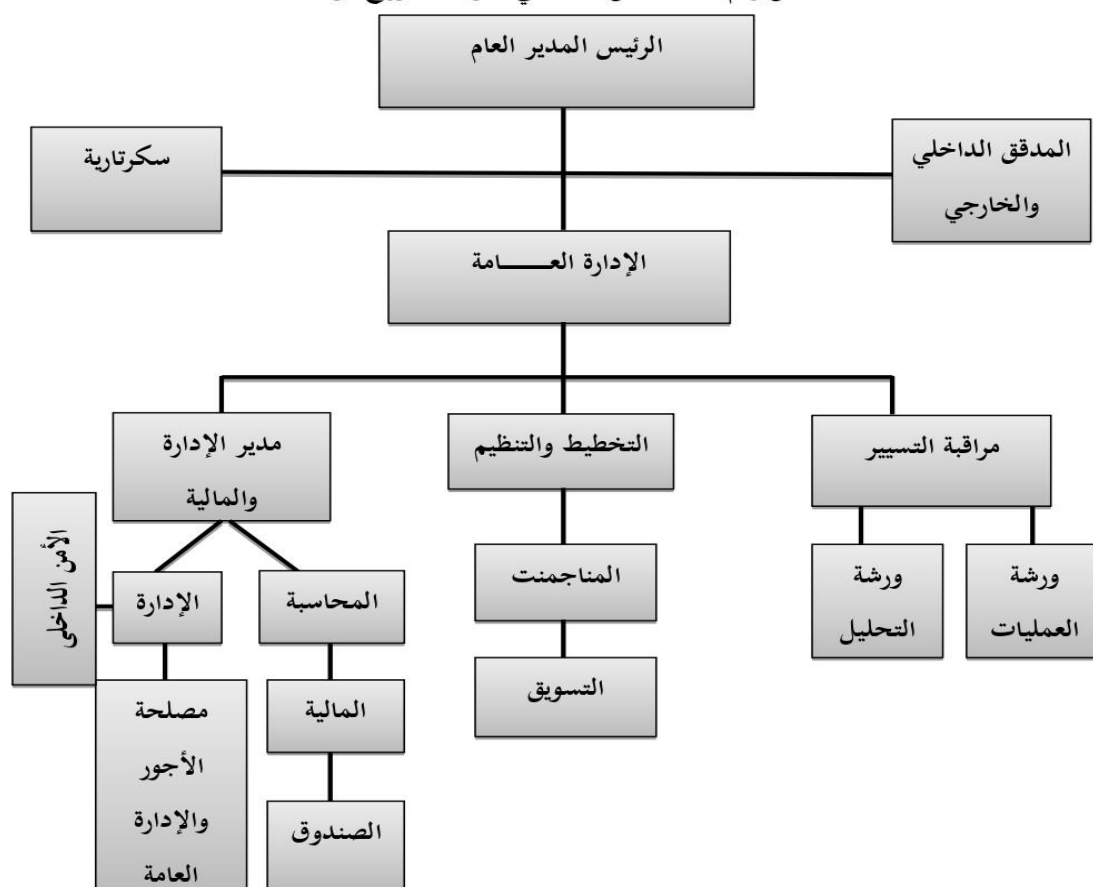 الرئيس المدير العام
المدقق الداخلي
والخارجي
سكرتارية
الإدارة العـــــامة
مراقبة التسيير
التخطيط والتنظيم
مدير الإدارة
والمالية
ورشة
العمليات
ورشة
التحليل
المناجمنت
التسويق
المحاسبة
المالية
الصندوق
الإدارة
الأمن الداخلي
مصلحة
الأجور
والإدارة
العامة